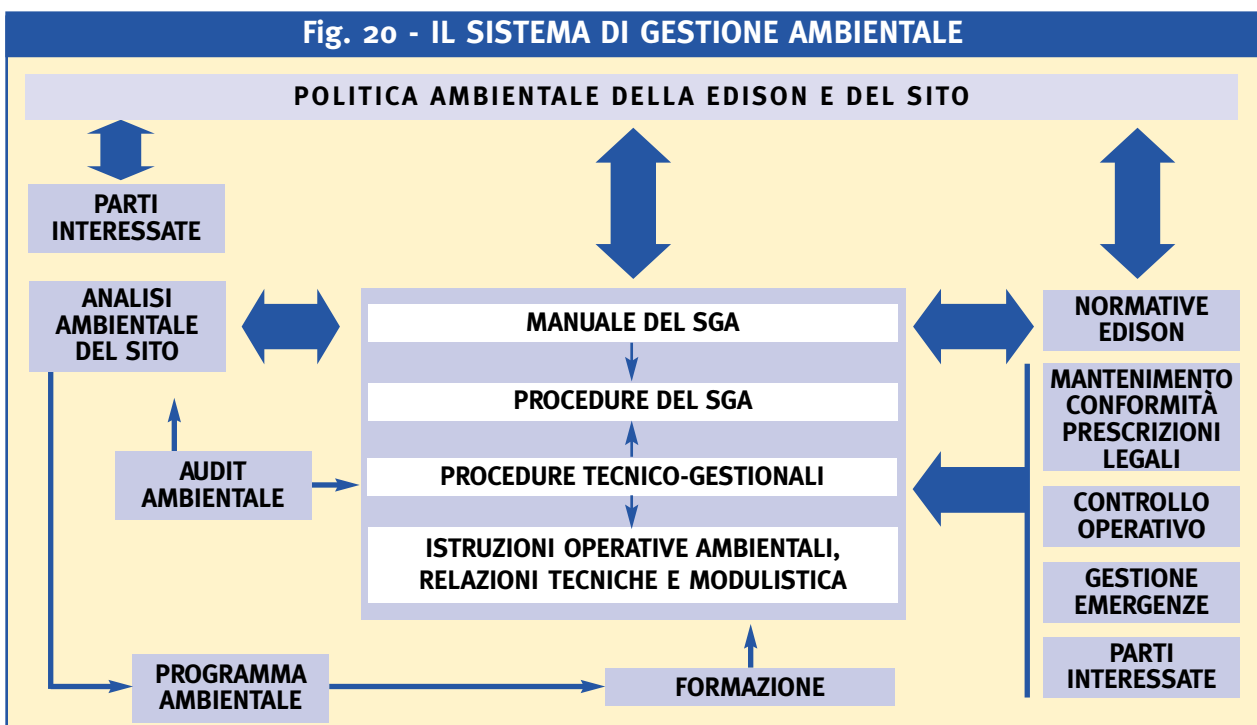 Fig. 20 - IL SISTEMA DI GESTIONE AMBIENTALE
POLITICA AMBIENTALE DELLA EDISON E DEL SITO
PARTI
INTERESSATE
ANALISI
AMBIENTALE
DEL SITO
AUDIT
AMBIENTALE
MANUALE DEL SGA
PROCEDURE DEL SGA
PROCEDURE TECNICO-GESTIONALI
ISTRUZIONI OPERATIVE AMBIENTALI,
RELAZIONI TECNICHE E MODULISTICA
NORMATIVE
EDISON
MANTENIMENTO
CONFORMITÀ
PRESCRIZIONI
LEGALI
CONTROLLO
OPERATIVO
GESTIONE
EMERGENZE
PARTI
INTERESSATE
PROGRAMMA
AMBIENTALE
FORMAZIONE